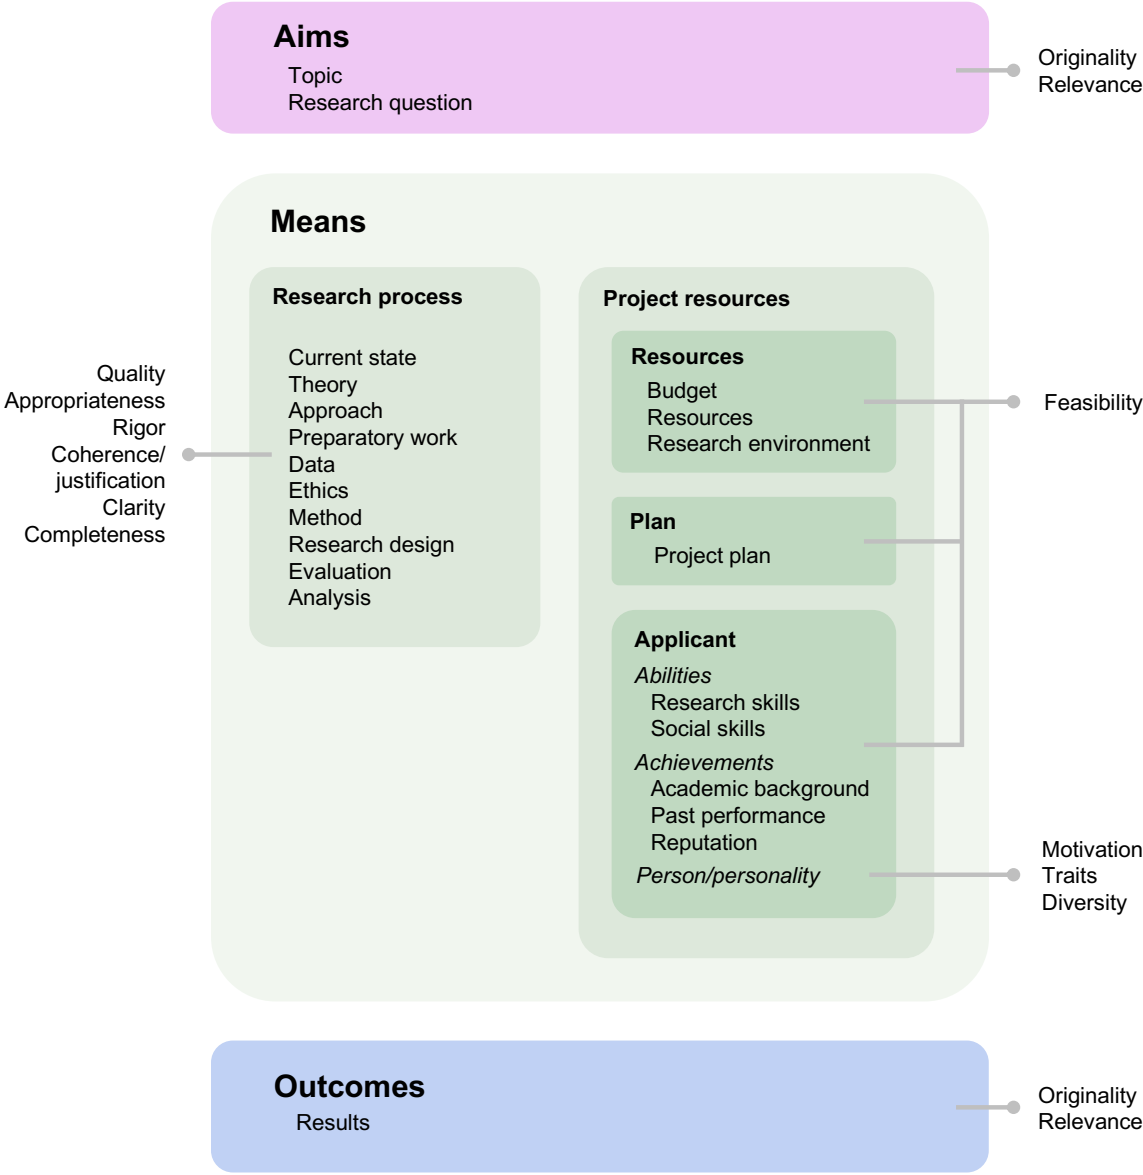 Aims
Topic
Research question
Originality
Relevance
Means
Research process
Current state
Theory
Approach
Preparatory work
Data
Ethics
Method
Research design
Evaluation
Analysis
Quality
Appropriateness
Rigor
Coherence/
justification
Clarity
Completeness
Project resources
Resources
Budget
Resources
Research environment
Plan
Project plan
Applicant
Abilities
Research skills
Social skills
Achievements
Academic background
Past performance
Reputation
Person/personality
Feasibility
Motivation
Traits
Diversity
Outcomes
Results
Originality
Relevance